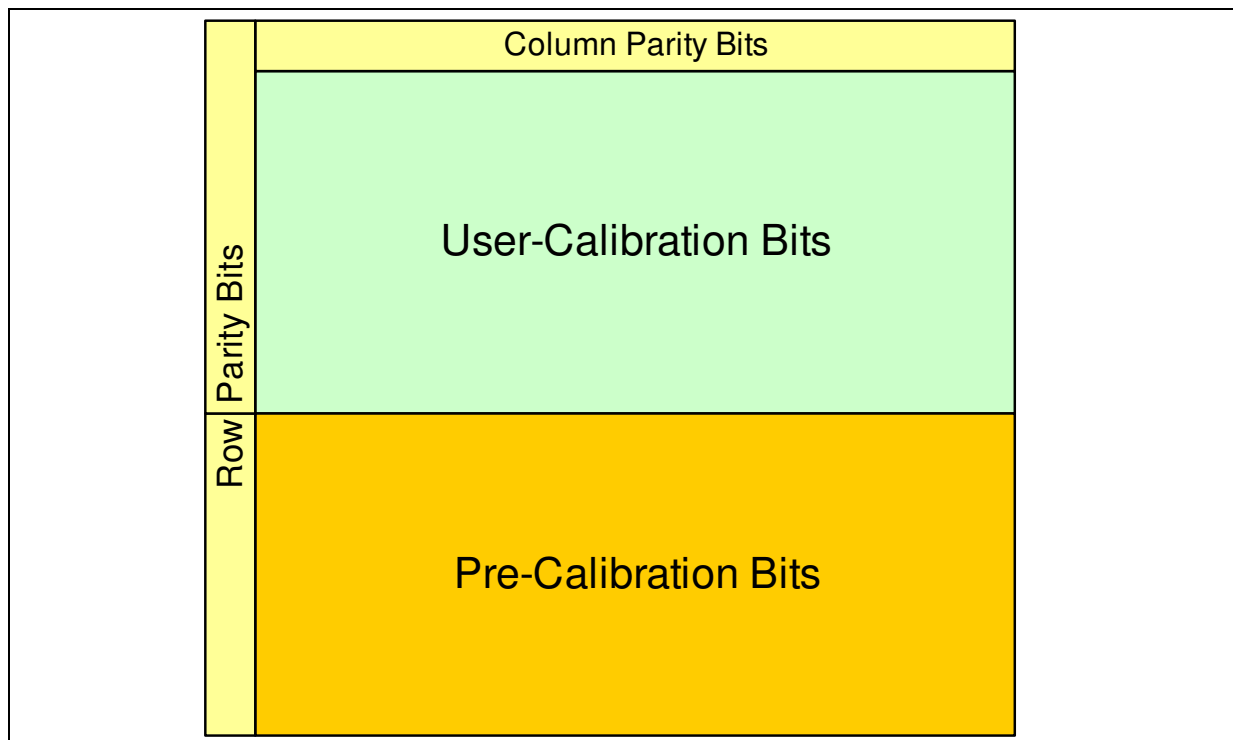 Column Parity Bits
User-Calibration Bits
Row Parity Bits
Pre-Calibration Bits